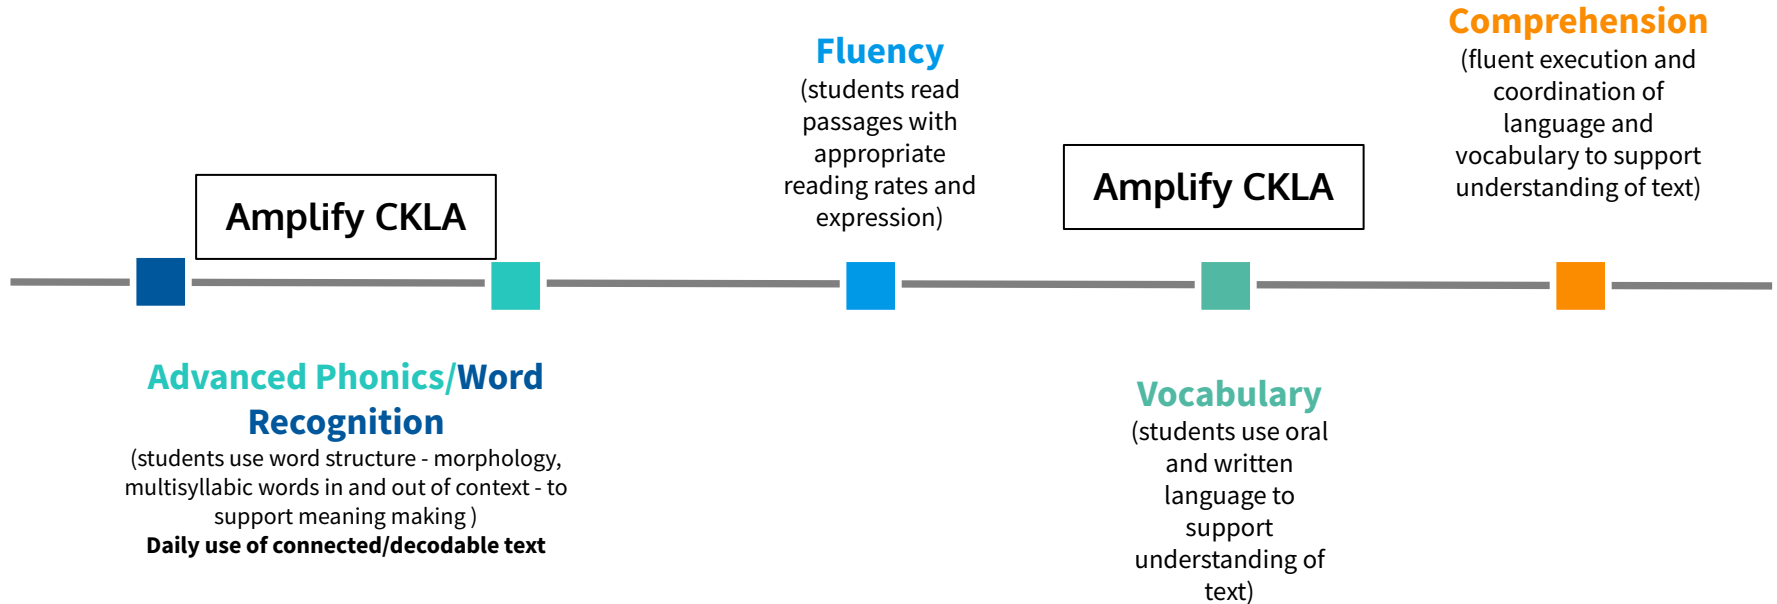 Amplify CKLA
Advanced Phonics/Word
Recognition
(students use word structure - morphology,
multisyllabic words in and out of context - to
support meaning making )
Daily use of connected/decodable text
Fluency
(students read
passages with
appropriate
reading rates and
expression)
Amplify CKLA
Vocabulary
(students use oral
and written
language to
support
understanding of
text)
Comprehension
(fluent execution and
coordination of
language and
vocabulary to support
understanding of text)